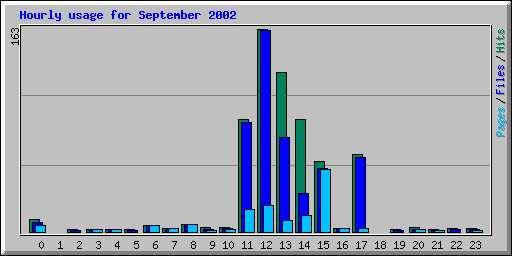 Hourly usage for September 2002
163
Pages/Files/Hits
0 1 2 3 4 5 6 7 8 9 10 11 12 13 14 15 16 17 18 19 20 21 22 23